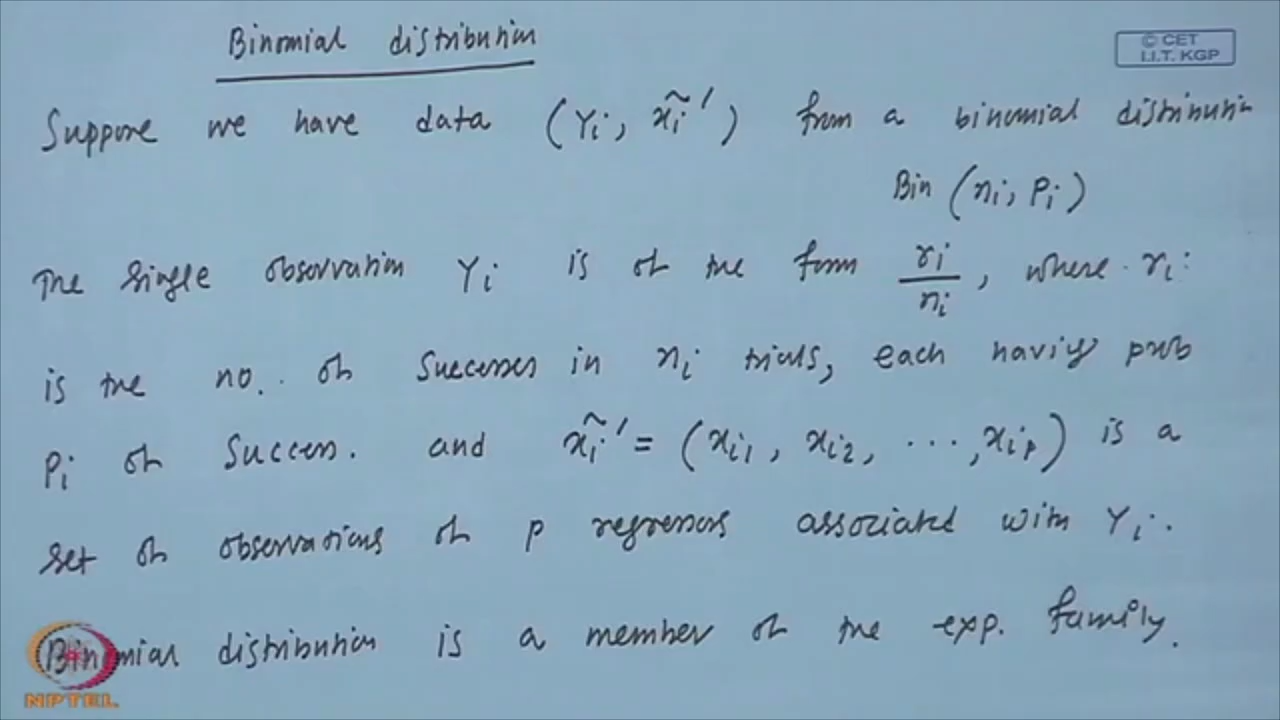 Binomial distribution
© CET
I.I.T. KGP
Suppose we have data (Yi, x̃i′) from a binomial distribution
Bin (ni, Pi)
The single observation Yi is of the form ri/ni, where ri:
is the no. of successes in ni trials, each having prob
Pi of success. and x̃i′ = (xi1, xi2, ..., xip) is a
set of observations of p regressors associated with Yi.
Binomial distribution is a member of the exp. family.
NPTEL